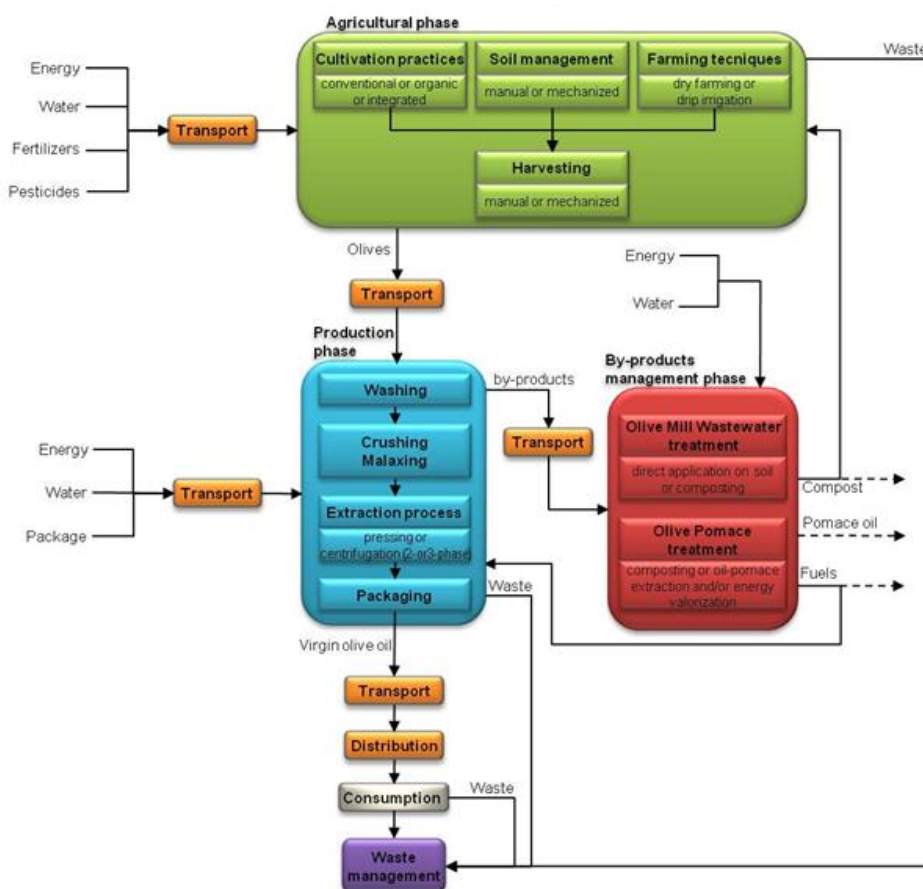 Agricultural phase
Waste
Cultivation practices
conventional or organic
or integrated
Soil management
manual or mechanized
Farming tecniques
dry farming or
drip irrigation
Energy
Water
Fertilizers
Pesticides
Transport
Harvesting
manual or mechanized
Olives
Transport
Energy
Water
Production
phase
By-products
management phase
Washing
by-products
Crushing
Malaxing
Transport
Olive Mill Wastewater
treatment
direct application on soil
or composting
Compost
Energy
Water
Package
Transport
Extraction process
pressing or
centrifugation (2-or3-phase)
Pomace oil
Olive Pomace
treatment
composting or oil-pomace
extraction and/or energy
valorization
Fuels
Packaging
Waste
Virgin olive oil
Transport
Distribution
Consumption
Waste
Waste
management